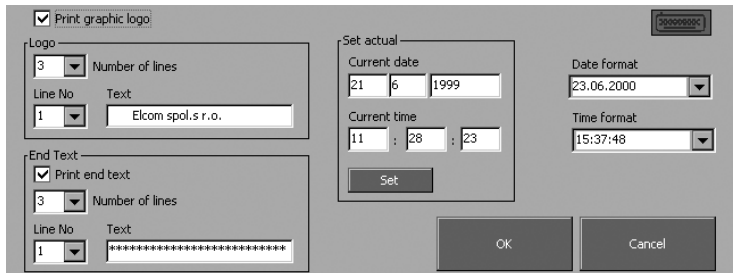 Print graphic logo
Logo
3 Number of lines
Line No Text
1 Elcom spol.s r.o.
End Text
Print end text
3 Number of lines
Line No Text
1 **************************
Set actual
Current date
21 6 1999
Current time
11 : 28 : 23
Set
Date format
23.06.2000
Time format
15:37:48
OK
Cancel